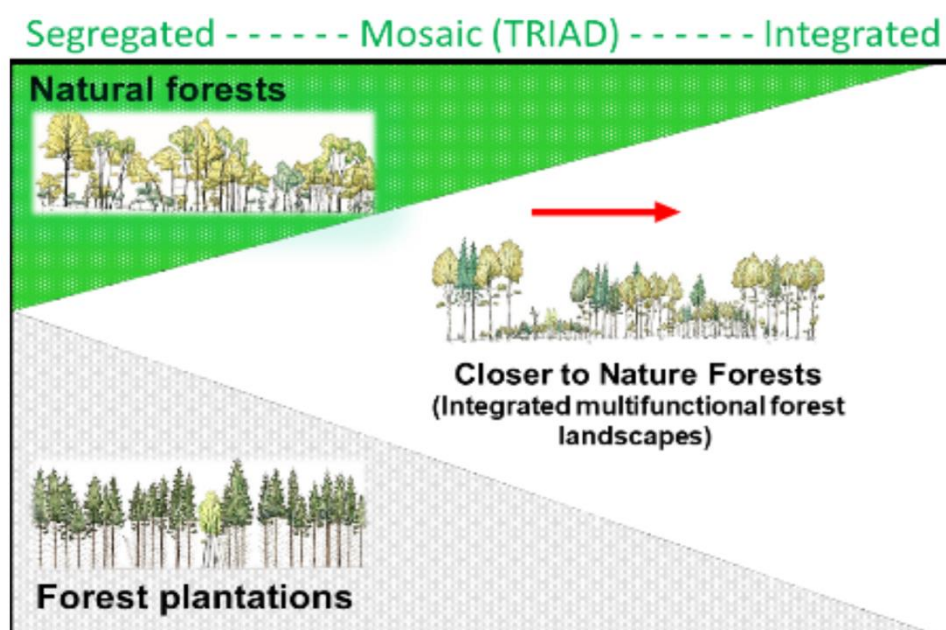 Segregated - - - - - - Mosaic (TRIAD) - - - - - - Integrated
Natural forests
Closer to Nature Forests
(Integrated multifunctional forest
landscapes)
Forest plantations